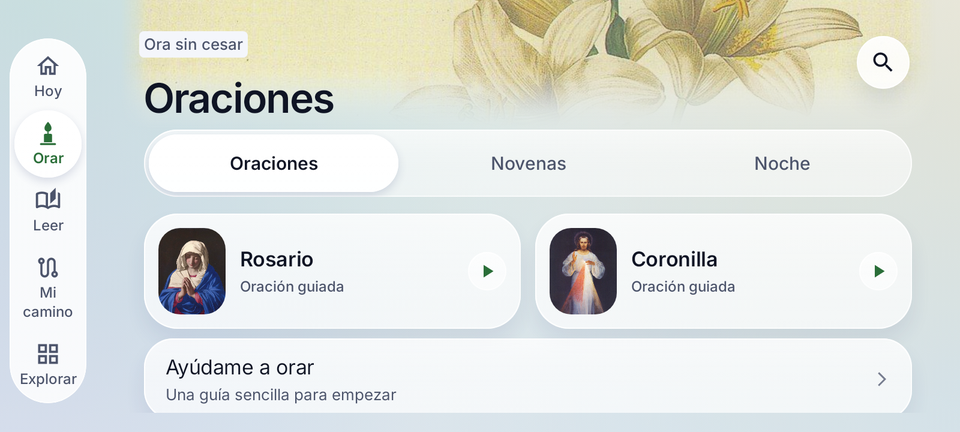 Ora sin cesar
Oraciones
Hoy
Orar
Leer
Mi
camino
Explorar
Oraciones
Novenas
Noche
Rosario
Oración guiada
Coronilla
Oración guiada
Ayúdame a orar
Una guía sencilla para empezar